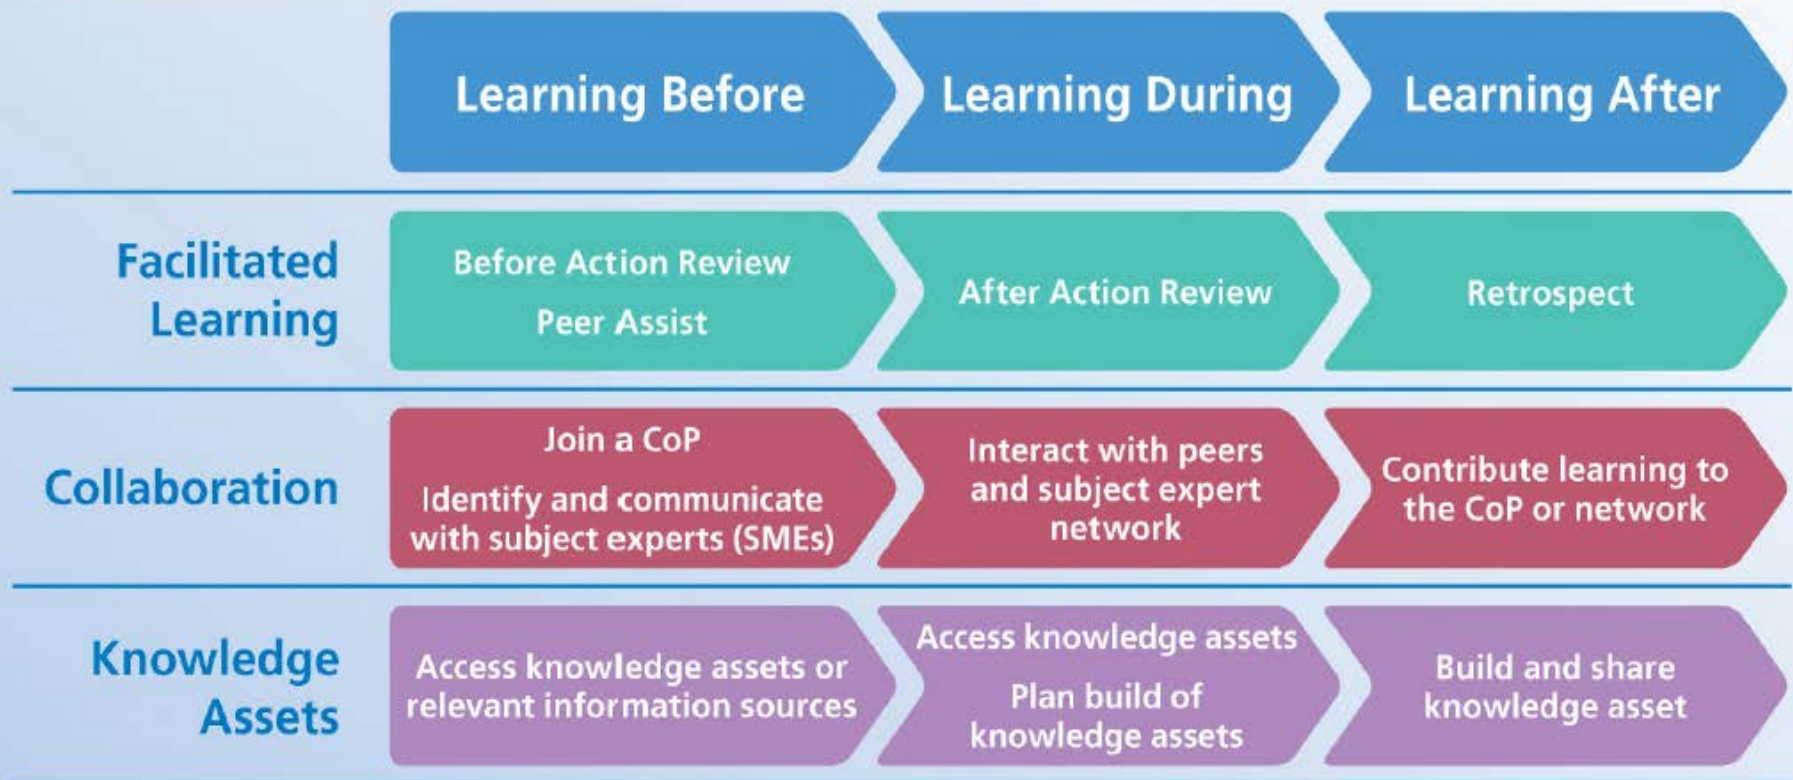 Learning Before
Learning During
Learning After
Facilitated
Learning
Before Action Review
Peer Assist
After Action Review
Retrospect
Collaboration
Join a CoP
Identify and communicate
with subject experts (SMEs)
Interact with peers
and subject expert
network
Contribute learning to
the CoP or network
Knowledge
Assets
Access knowledge assets or
relevant information sources
Access knowledge assets
Plan build of
knowledge assets
Build and share
knowledge asset